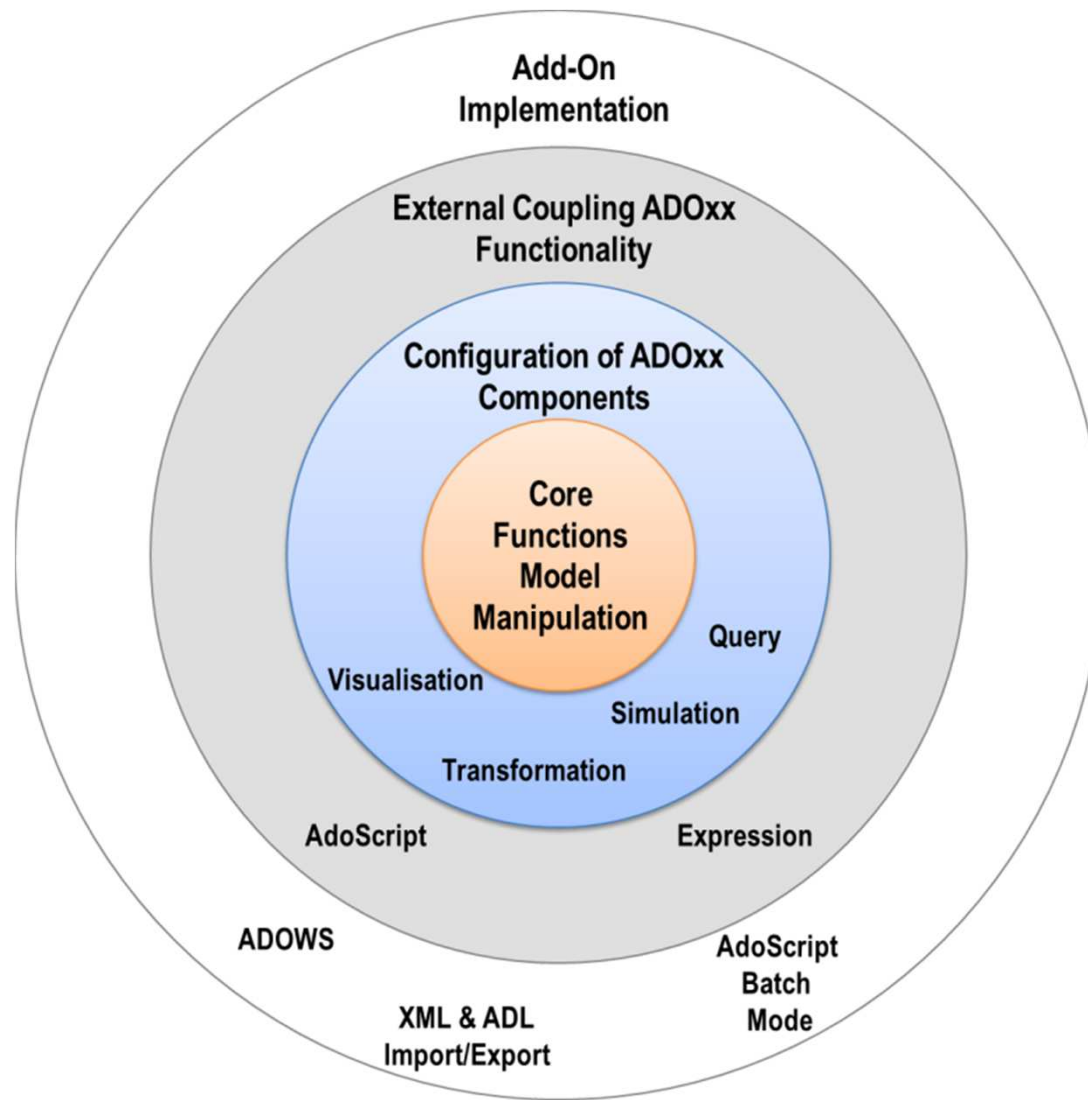 Add-On
Implementation
External Coupling ADOxx
Functionality
Configuration of ADOxx
Components
Core
Functions
Model
Manipulation
Query
Visualisation
Simulation
Transformation
AdoScript
Expression
ADOWS
AdoScript
Batch
Mode
XML & ADL
Import/Export